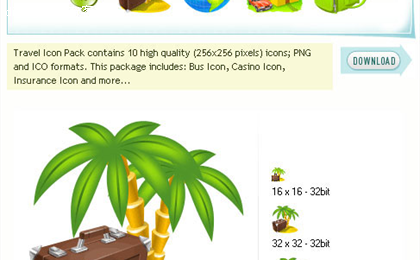 Travel Icon Pack contains 10 high quality (256x256 pixels) icons; PNG
and ICO formats. This package includes: Bus Icon, Casino Icon,
Insurance Icon and more...
DOWNLOAD
16 x 16 - 32bit
32 x 32 - 32bit